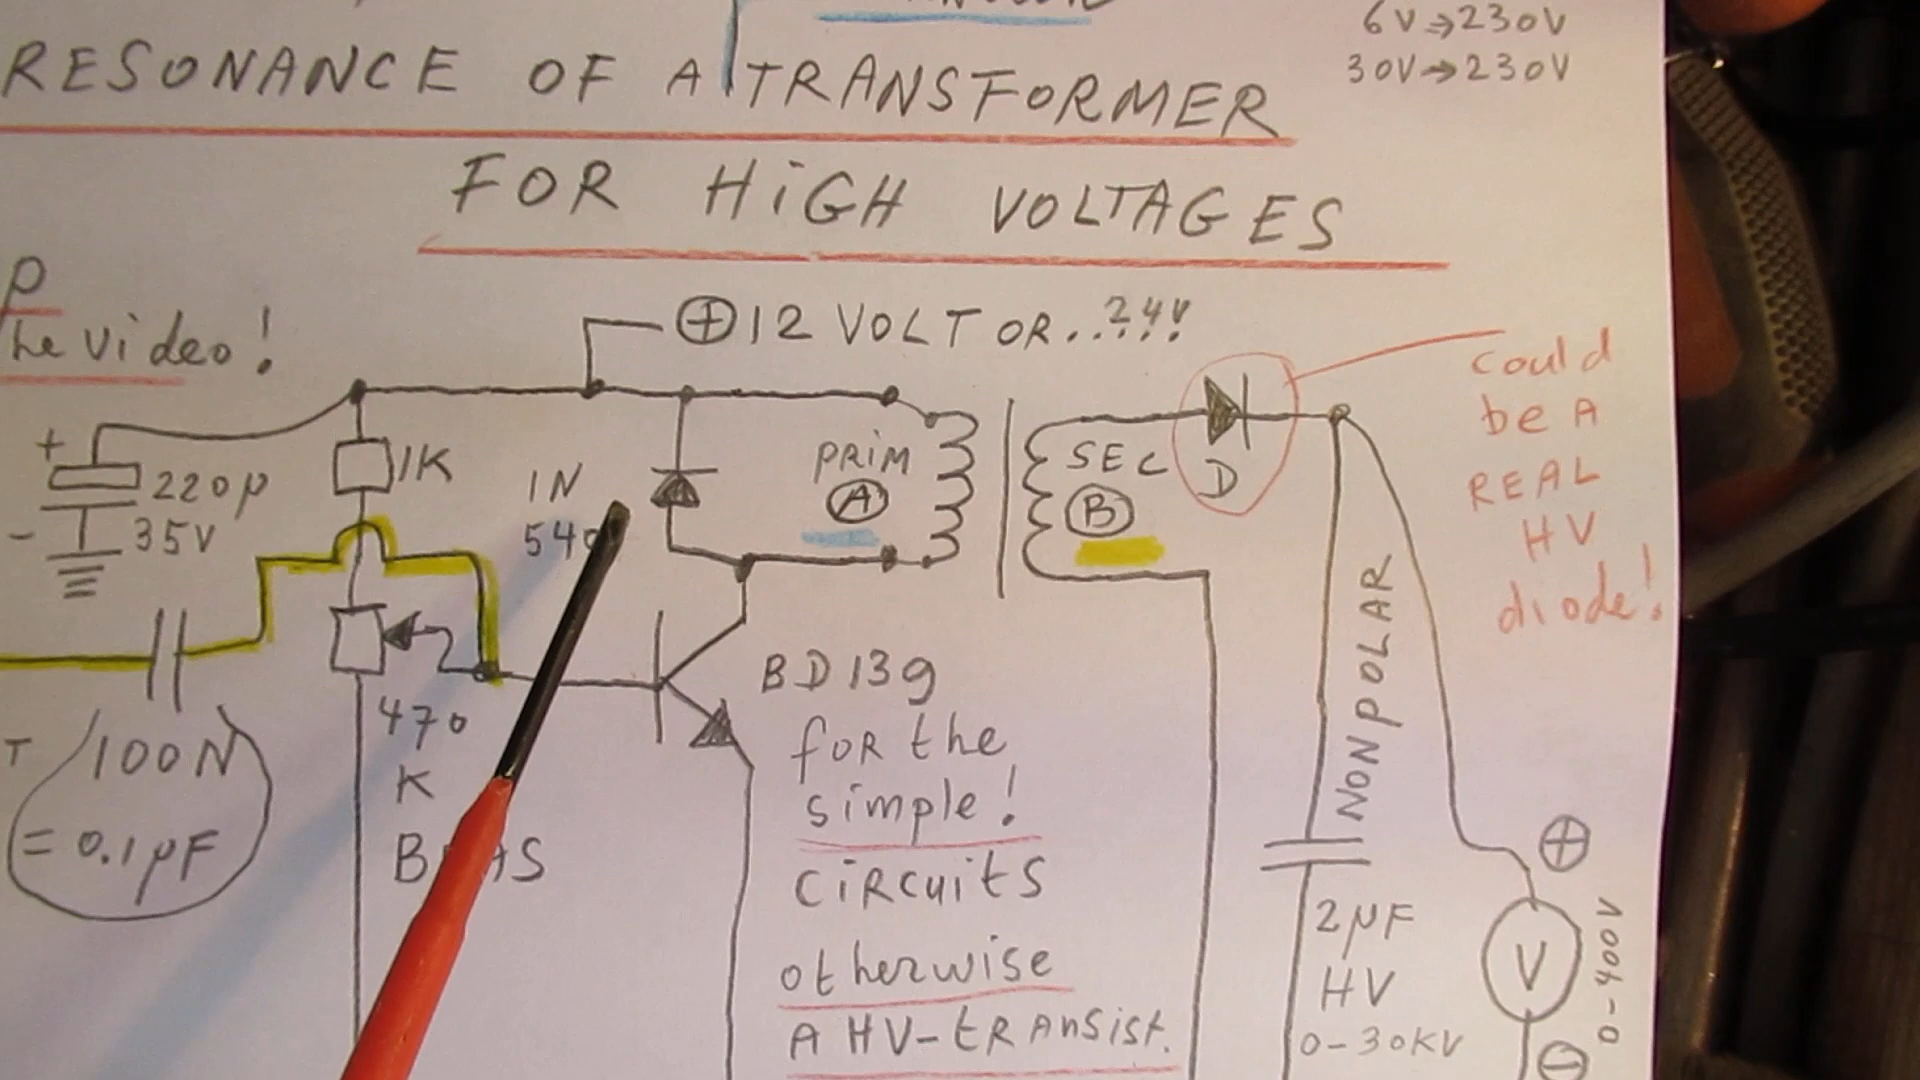 6V⇒230V
30V→230V
RESONANCE OF A TRANSFORMER
FOR HiGH VOLTAGES
he video!
⊕ 12 VOLT OR..?24V!
could
be A
REAL
HV
diode!
+
220µ
35V
-
1K
1N
540
PRiM
A
SEC
B
D
NONPOLAR
BD139
for the
simple!
CiRcuits
otherwise
A HV-tRANsist.
470
K
100N
= 0.1µF
T
2µF
HV
0-30KV
+
V
0-400V
-